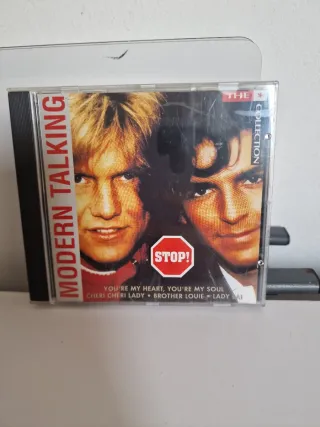 MODERN TALKING
THE
COLLECTION
STOP!
YOU'RE MY HEART, YOU'RE MY SOUL
CHERI CHERI LADY • BROTHER LOUIE • LADY LAI